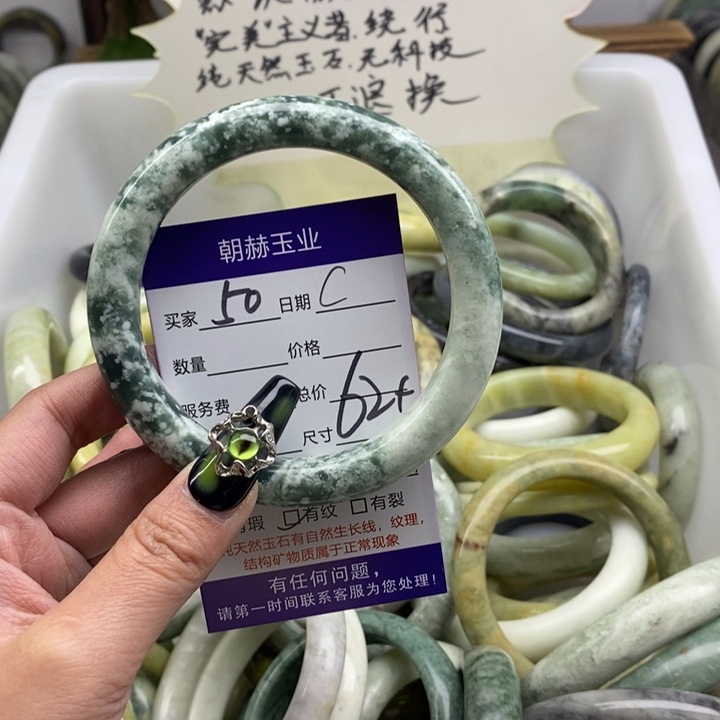 "完美"主义者.绕行
纯天然玉石.无科技
退换
朝赫玉业
买家 50 日期 C
数量 价格
服务费 总价 62+
尺寸
瑕 有纹 有裂
纯天然玉石有自然生长线，纹理，
结构矿物质属于正常现象
有任何问题，
请第一时间联系客服为您处理！